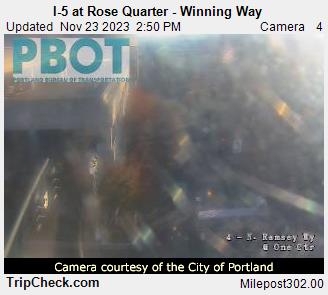 I-5 at Rose Quarter - Winning Way
Updated Nov 23 2023 2:50 PM Camera 4
PBOT
PORTLAND BUREAU OF TRANSPORTATION
4 - N. Ramsey Wy
@ One Ctr
Camera courtesy of the City of Portland
TripCheck.com Milepost302.00